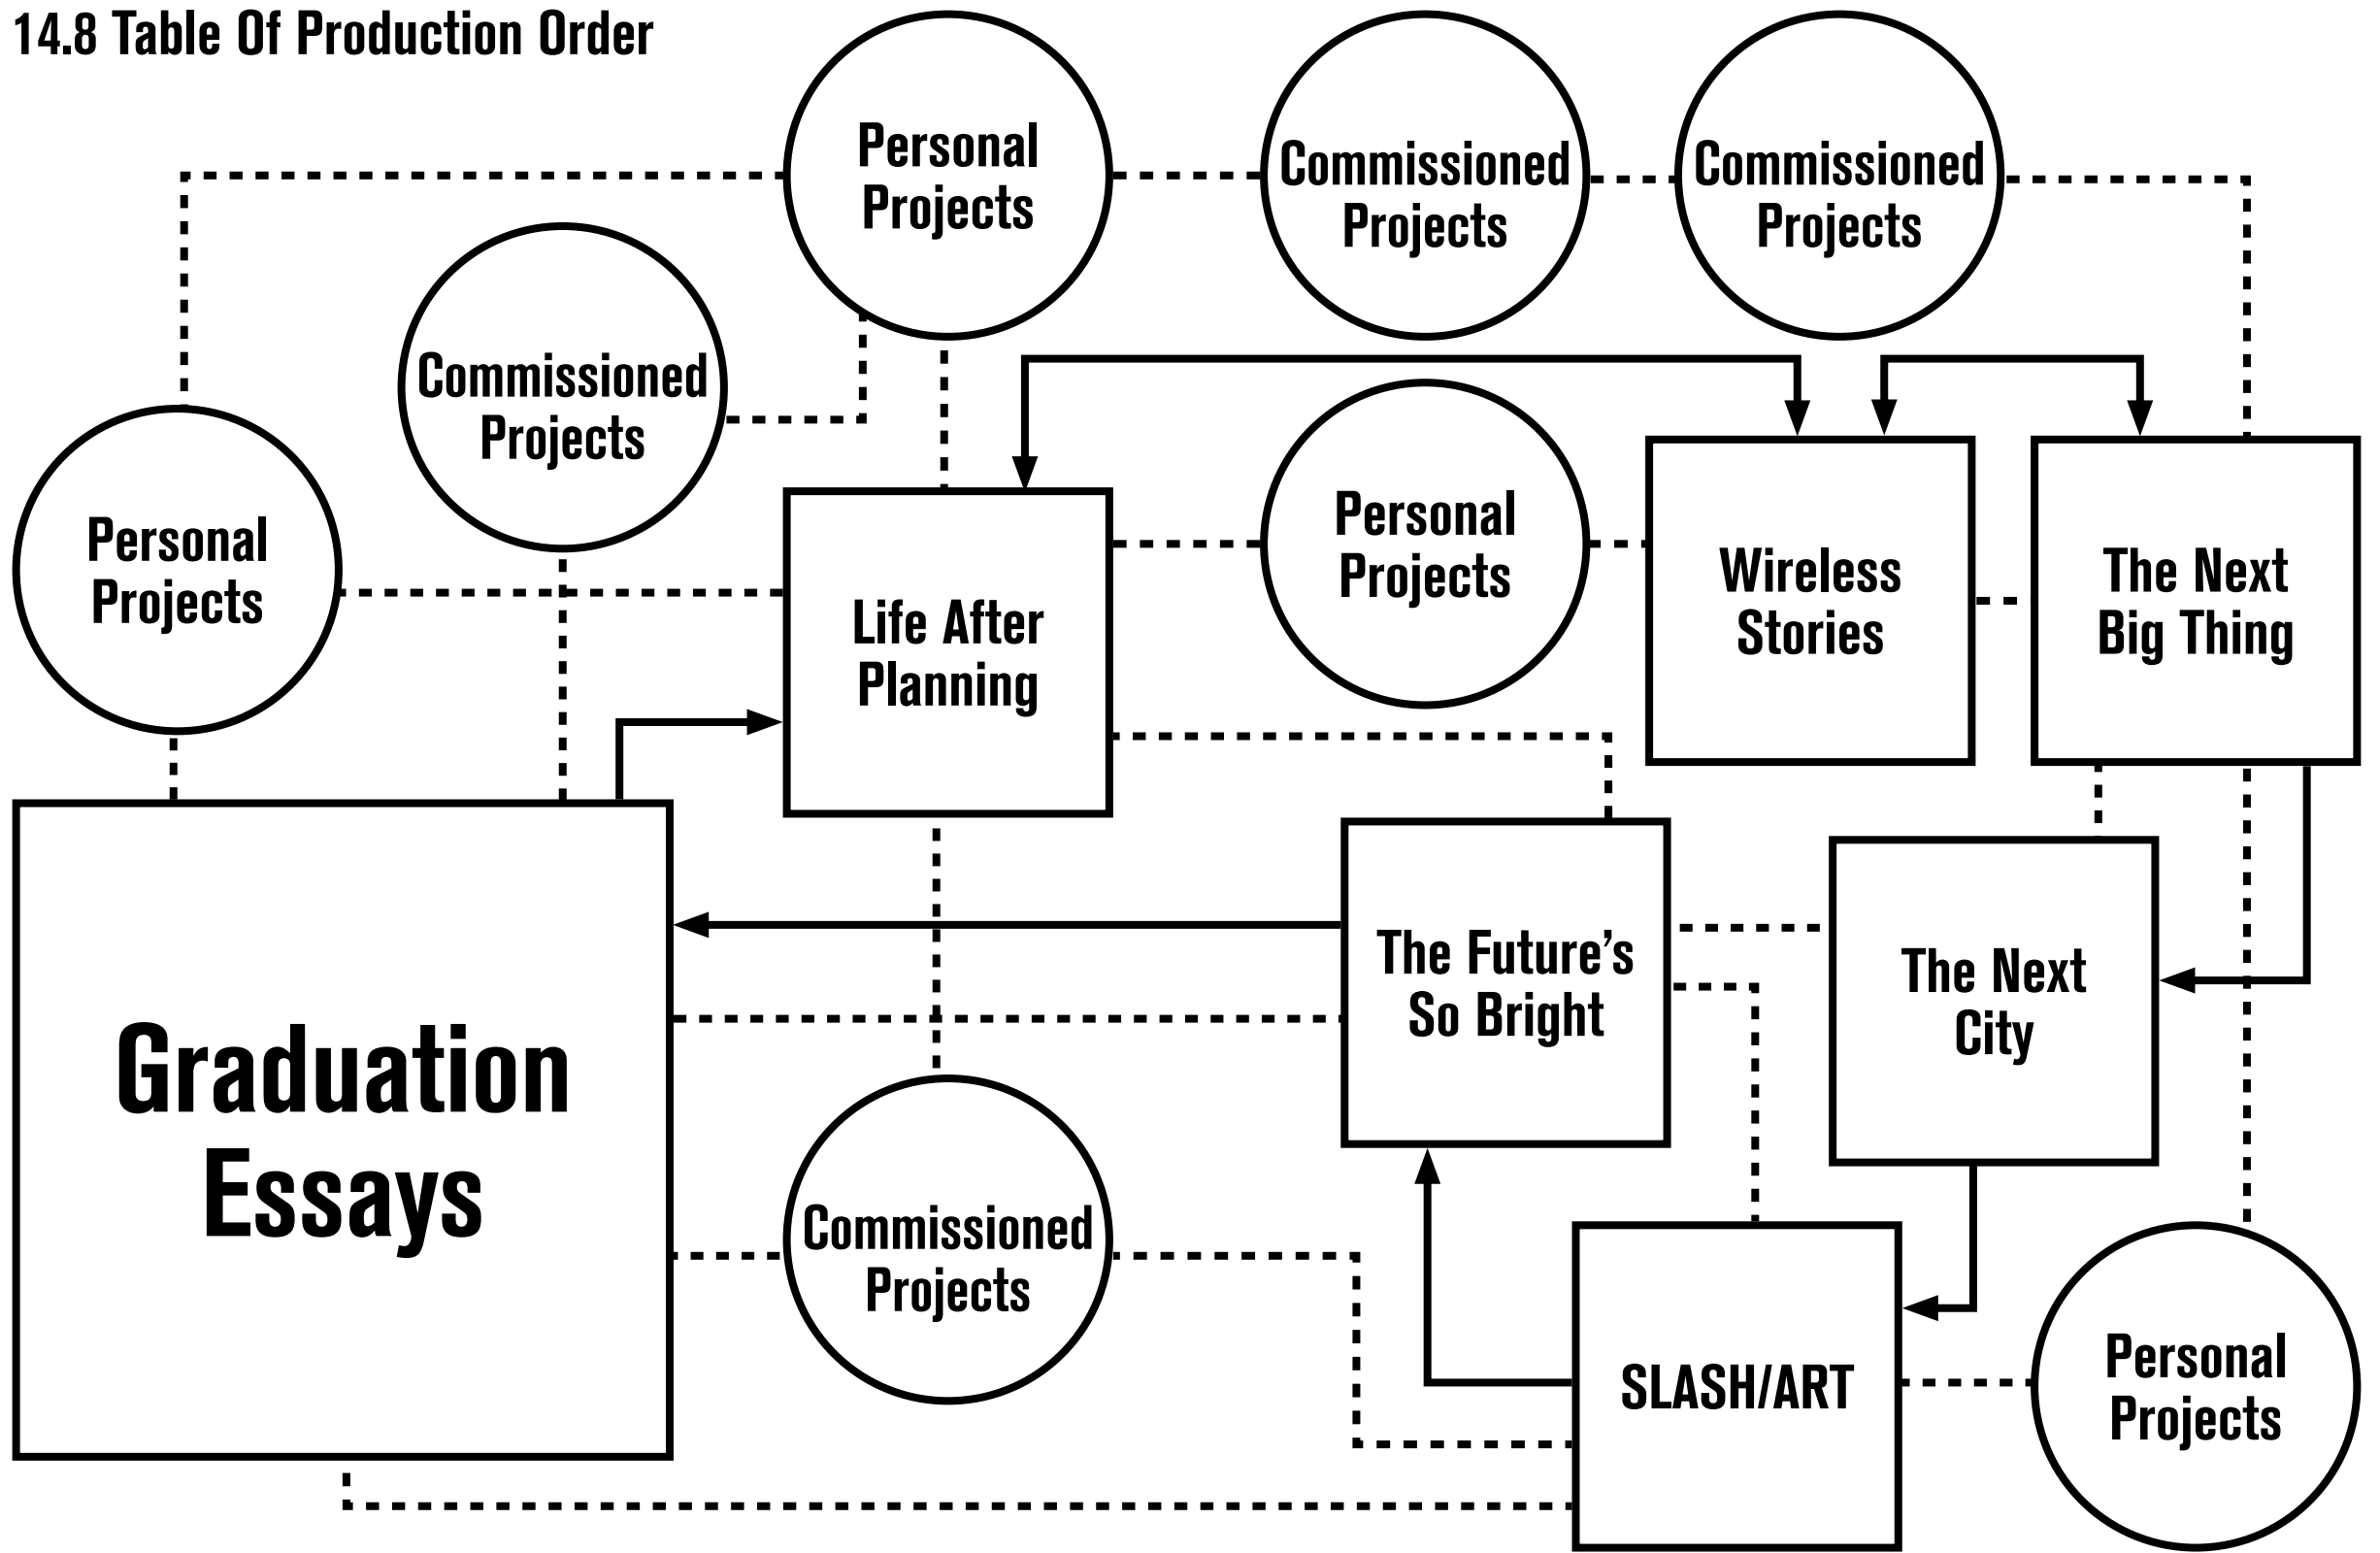 14.8 Table Of Production Order
Personal
Projects
Commissioned
Projects
Commissioned
Projects
Commissioned
Projects
Personal
Projects
Personal
Projects
Life After
Planning
Wireless
Stories
The Next
Big Thing
Graduation
Essays
The Future's
So Bright
The Next
City
Commissioned
Projects
SLASH/ART
Personal
Projects